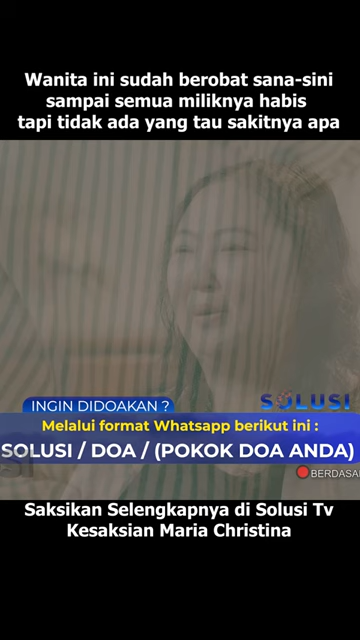 Wanita ini sudah berobat sana-sini
sampai semua miliknya habis
tapi tidak ada yang tau sakitnya apa
SOLUSI
INGIN DIDOAKAN ?
Melalui format Whatsapp berikut ini :
SOLUSI / DOA / (POKOK DOA ANDA)
BERDASA
Saksikan Selengkapnya di Solusi Tv
Kesaksian Maria Christina